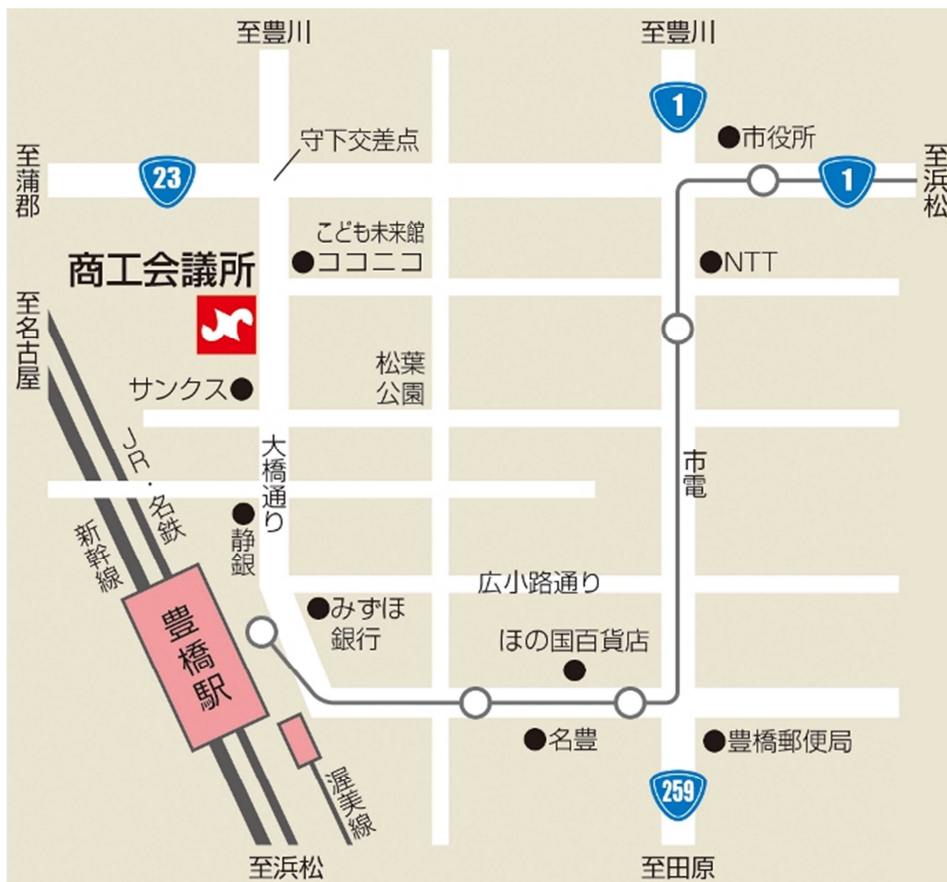 至豊川
至豊川
1
市役所
守下交差点
至蒲郡
23
1
至浜松
こども未来館
ココニコ
NTT
商工会議所
至名古屋
サンクス
松葉
公園
大橋通り
市電
JR・名鉄
新幹線
静銀
広小路通り
みずほ
銀行
ほの国百貨店
豊橋駅
名豊
豊橋郵便局
渥美線
259
至浜松
至田原